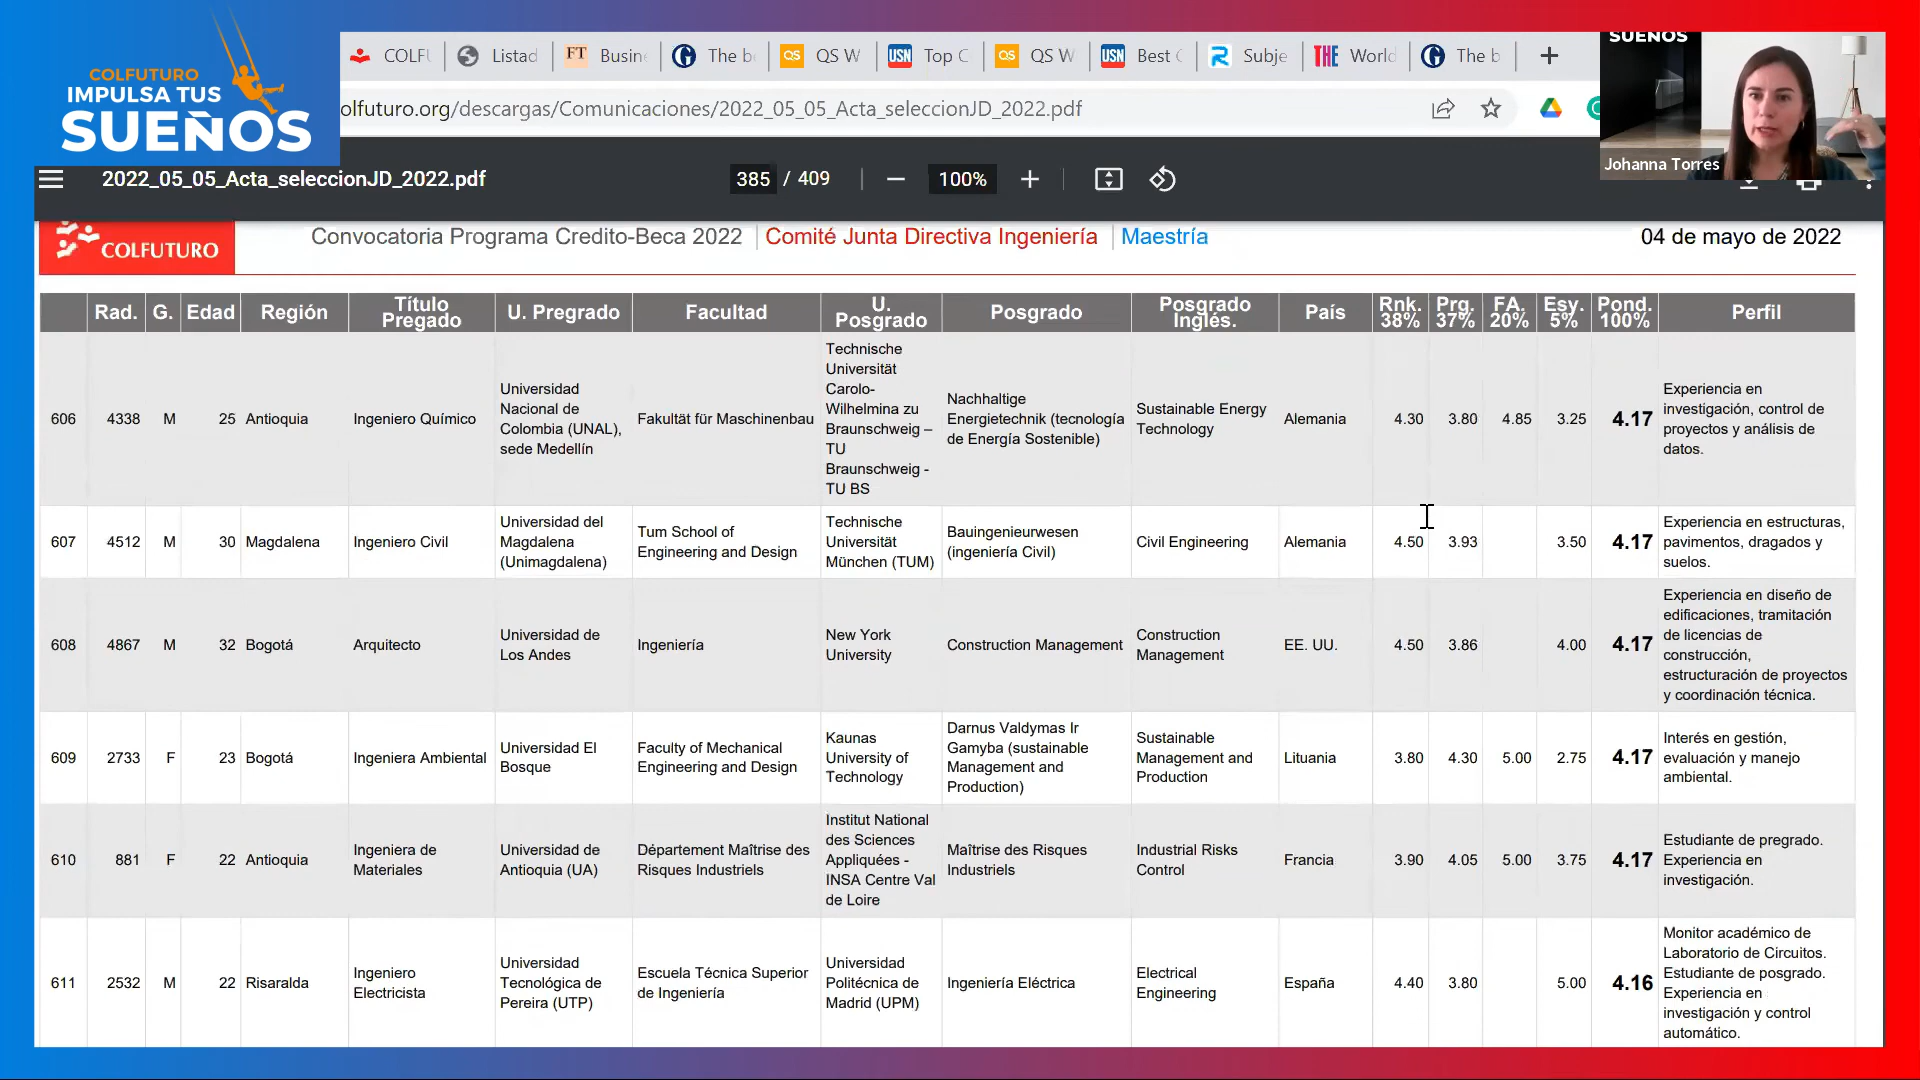 COLFUTURO
IMPULSA TUS
SUEÑOS
COLFU
Listad
FT Busine
The be
QS QS W
USN Top C
QS QS W
USN Best C
Subje
THE World
The b
olfuturo.org/descargas/Comunicaciones/2022_05_05_Acta_seleccionJD_2022.pdf
SUEÑOS
Johanna Torres
2022_05_05_Acta_seleccionJD_2022.pdf
385 / 409
100%
COLFUTURO
Convocatoria Programa Credito-Beca 2022 Comité Junta Directiva Ingeniería Maestría
04 de mayo de 2022
Rad. G. Edad Región Título Pregado U. Pregrado Facultad U. Posgrado Posgrado Posgrado Inglés. País Rnk. 38% Prg. 37% FA. 20% Esy. 5% Pond. 100% Perfil
606 4338 M 25 Antioquia Ingeniero Químico
Universidad
Nacional de
Colombia (UNAL),
sede Medellín
Fakultät für Maschinenbau
Technische
Universität
Carolo-
Wilhelmina zu
Braunschweig –
TU
Braunschweig -
TU BS
Nachhaltige
Energietechnik (tecnología
de Energía Sostenible)
Sustainable Energy
Technology
Alemania 4.30 3.80 4.85 3.25 4.17
Experiencia en
investigación, control de
proyectos y análisis de
datos.
607 4512 M 30 Magdalena Ingeniero Civil
Universidad del
Magdalena
(Unimagdalena)
Tum School of
Engineering and Design
Technische
Universität
München (TUM)
Bauingenieurwesen
(ingeniería Civil)
Civil Engineering
Alemania 4.50 3.93 3.50 4.17
Experiencia en estructuras,
pavimentos, dragados y
suelos.
608 4867 M 32 Bogotá Arquitecto
Universidad de
Los Andes
Ingeniería
New York
University
Construction Management
Construction
Management
EE. UU. 4.50 3.86 4.00 4.17
Experiencia en diseño de
edificaciones, tramitación
de licencias de
construcción,
estructuración de proyectos
y coordinación técnica.
609 2733 F 23 Bogotá Ingeniera Ambiental
Universidad El
Bosque
Faculty of Mechanical
Engineering and Design
Kaunas
University of
Technology
Darnus Valdymas Ir
Gamyba (sustainable
Management and
Production)
Sustainable
Management and
Production
Lituania 3.80 4.30 5.00 2.75 4.17
Interés en gestión,
evaluación y manejo
ambiental.
610 881 F 22 Antioquia
Ingeniera de
Materiales
Universidad de
Antioquia (UA)
Département Maîtrise des
Risques Industriels
Institut National
des Sciences
Appliquées -
INSA Centre Val
de Loire
Maîtrise des Risques
Industriels
Industrial Risks
Control
Francia 3.90 4.05 5.00 3.75 4.17
Estudiante de pregrado.
Experiencia en
investigación.
611 2532 M 22 Risaralda
Ingeniero
Electricista
Universidad
Tecnológica de
Pereira (UTP)
Escuela Técnica Superior
de Ingeniería
Universidad
Politécnica de
Madrid (UPM)
Ingeniería Eléctrica
Electrical
Engineering
España 4.40 3.80 5.00 4.16
Monitor académico de
Laboratorio de Circuitos.
Estudiante de posgrado.
Experiencia en
investigación y control
automático.